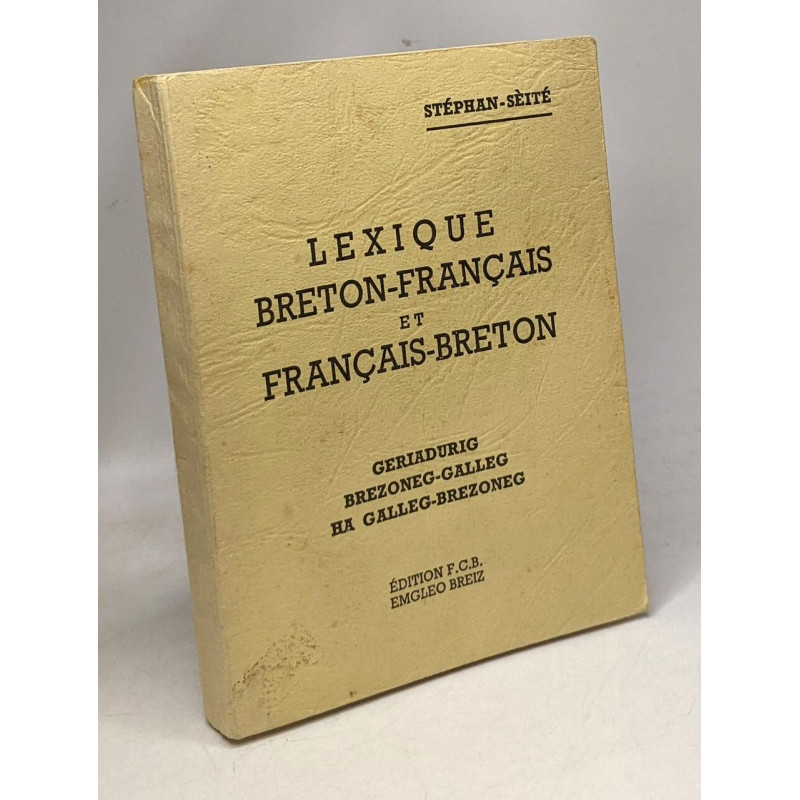 STÉPHAN-SÈITÉ
LEXIQUE
BRETON-FRANÇAIS
ET
FRANÇAIS-BRETON
GERIADURIG
BREZONEG-GALLEG
HA GALLEG-BREZONEG
ÉDITION F.C.B.
EMGLEO BREIZ